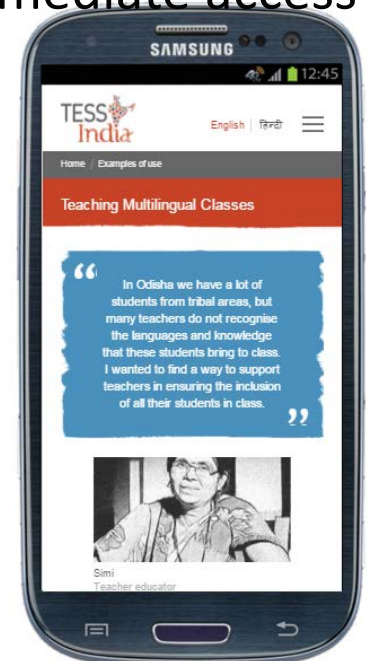 mediate access
SAMSUNG
12:45
TESS
India
English | हिन्दी
Home / Examples of use
Teaching Multilingual Classes
“
In Odisha we have a lot of
students from tribal areas, but
many teachers do not recognise
the languages and knowledge
that these students bring to class.
I wanted to find a way to support
teachers in ensuring the inclusion
of all their students in class.
”
Simi
Teacher educator